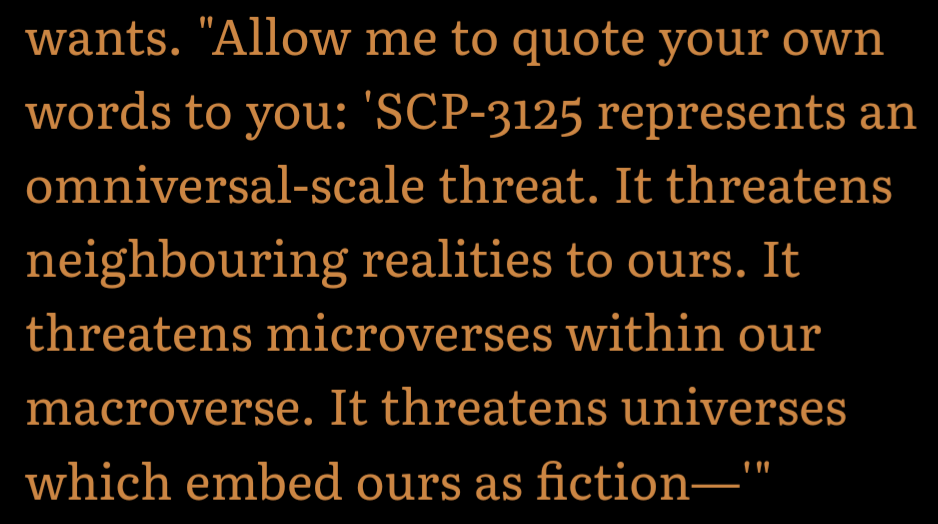 wants. "Allow me to quote your own
words to you: 'SCP-3125 represents an
omniversal-scale threat. It threatens
neighbouring realities to ours. It
threatens microverses within our
macroverse. It threatens universes
which embed ours as fiction—'"